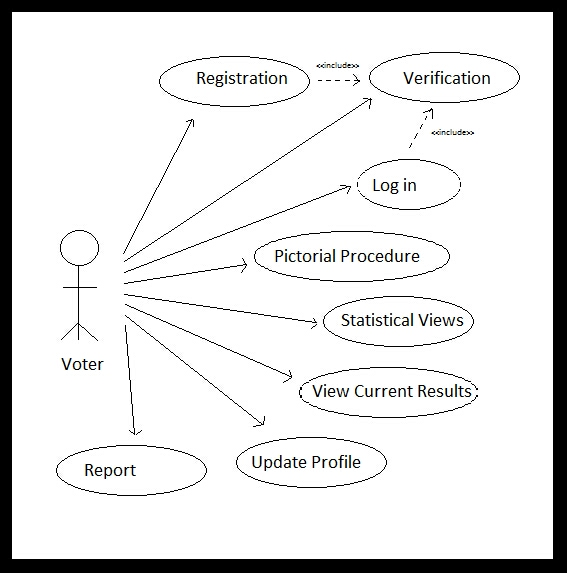 <<include>>
Registration
Verification
<<include>>
Log in
Pictorial Procedure
Statistical Views
Voter
View Current Results
Update Profile
Report